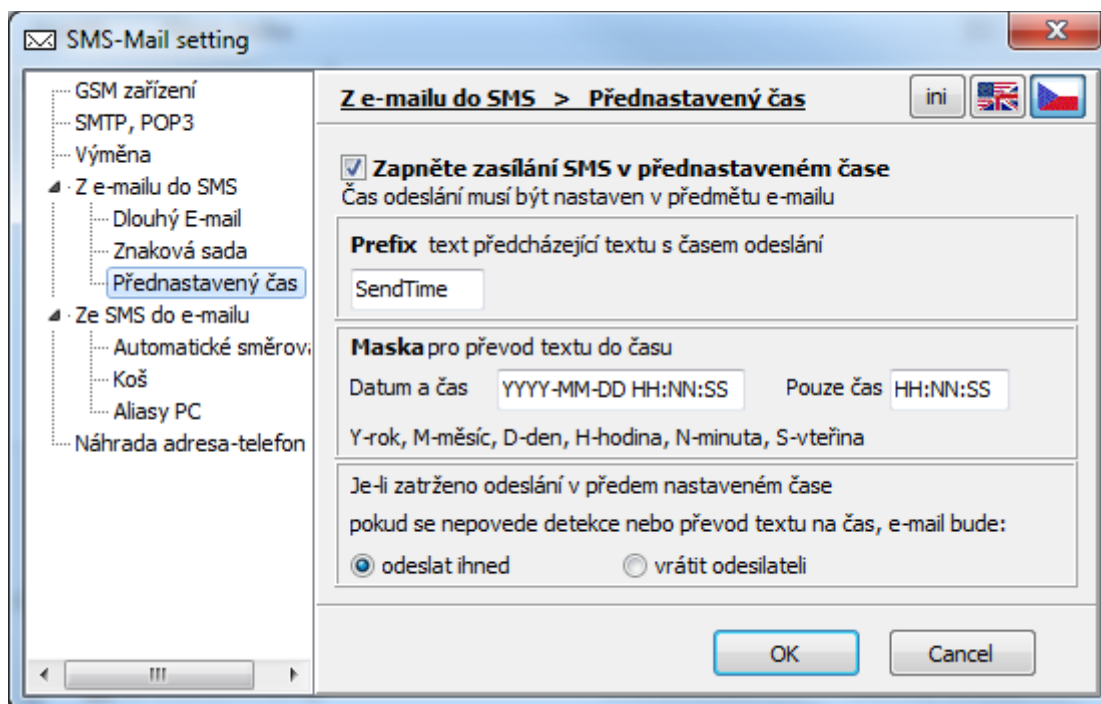 SMS-Mail setting
GSM zařízení
SMTP, POP3
Výměna
Z e-mailu do SMS
Dlouhý E-mail
Znaková sada
Přednastavený čas
Ze SMS do e-mailu
Automatické směrov
Koš
Aliasy PC
Náhrada adresa-telefon
Z e-mailu do SMS > Přednastavený čas
ini
Zapněte zasílání SMS v přednastaveném čase
Čas odeslání musí být nastaven v předmětu e-mailu
Prefix text předcházející textu s časem odeslání
SendTime
Maska pro převod textu do času
Datum a čas YYYY-MM-DD HH:NN:SS Pouze čas HH:NN:SS
Y-rok, M-měsíc, D-den, H-hodina, N-minuta, S-vteřina
Je-li zatrženo odeslání v předem nastaveném čase
pokud se nepovede detekce nebo převod textu na čas, e-mail bude:
odeslat ihned vrátit odesilateli
OK Cancel